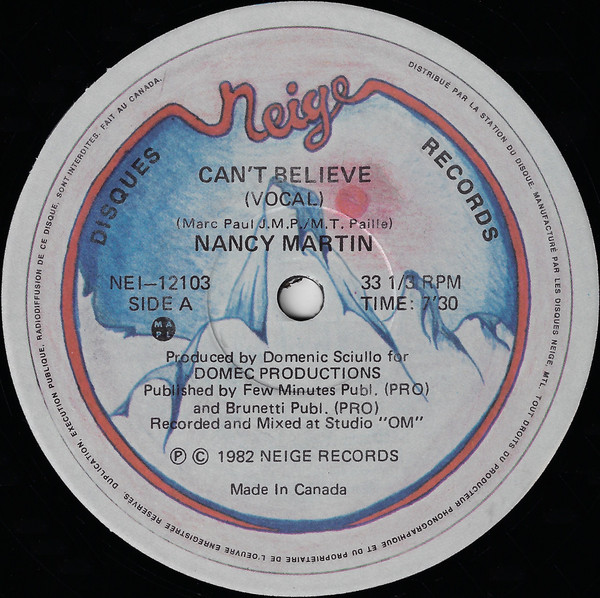 neige
DISQUES
RECORDS
CAN'T BELIEVE
(VOCAL)
(Marc Paul J.M.P./M.T. Paille)
NANCY MARTIN
NEI–12103
33 1/3 RPM
SIDE A
TIME: 7'30
MAPL
Produced by Domenic Sciullo for
DOMEC PRODUCTIONS
Published by Few Minutes Publ. (PRO)
and Brunetti Publ. (PRO)
Recorded and Mixed at Studio "OM"
Ⓟ © 1982 NEIGE RECORDS
Made In Canada
DISTRIBUÉ PAR LA STATION DU DISQUE. MANUFACTURÉ PAR LES DISQUES NEIGE, MTL. TOUT DROITS DU PRODUCTEUR PHONOGRAPHIQUE ET DU PROPRIETAIRE DE L'OEUVRE ENREGISTRÉE RÉSERVÉS. DUPLICATION, EXECUTION PUBLIQUE, RADIODIFFUSION DE CE DISQUE, SONT INTERDITES. FAIT AU CANADA.